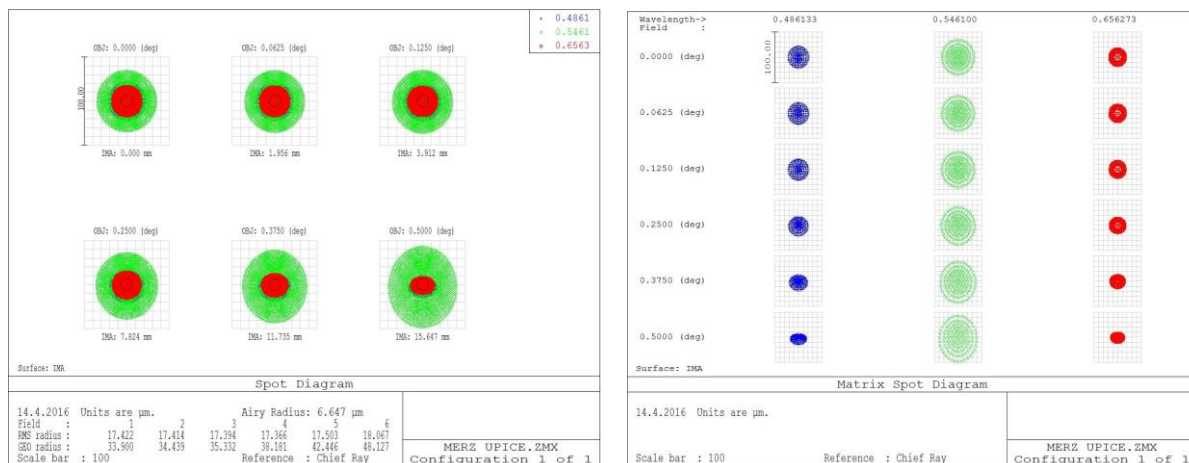 0.4861
0.5461
0.6563
OBJ: 0.0000 (deg)
OBJ: 0.0625 (deg)
OBJ: 0.1250 (deg)
100.00
IMA: 0.000 mm
IMA: 1.956 mm
IMA: 3.912 mm
OBJ: 0.2500 (deg)
OBJ: 0.3750 (deg)
OBJ: 0.5000 (deg)
IMA: 7.824 mm
IMA: 11.735 mm
IMA: 15.647 mm
Surface: IMA
Spot Diagram
14.4.2016 Units are µm. Airy Radius: 6.647 µm
Field : 1 2 3 4 5 6
RMS radius : 17.422 17.414 17.394 17.366 17.503 18.067
GEO radius : 33.900 34.439 35.332 38.181 42.446 48.127
Scale bar : 100 Reference : Chief Ray
MERZ UPICE.ZMX
Configuration 1 of 1
Wavelength-> 0.486133 0.546100 0.656273
Field :
0.0000 (deg)
100.00
0.0625 (deg)
0.1250 (deg)
0.2500 (deg)
0.3750 (deg)
0.5000 (deg)
Surface: IMA
Matrix Spot Diagram
14.4.2016 Units are µm.
Scale bar : 100 Reference : Chief Ray
MERZ UPICE.ZMX
Configuration 1 of 1